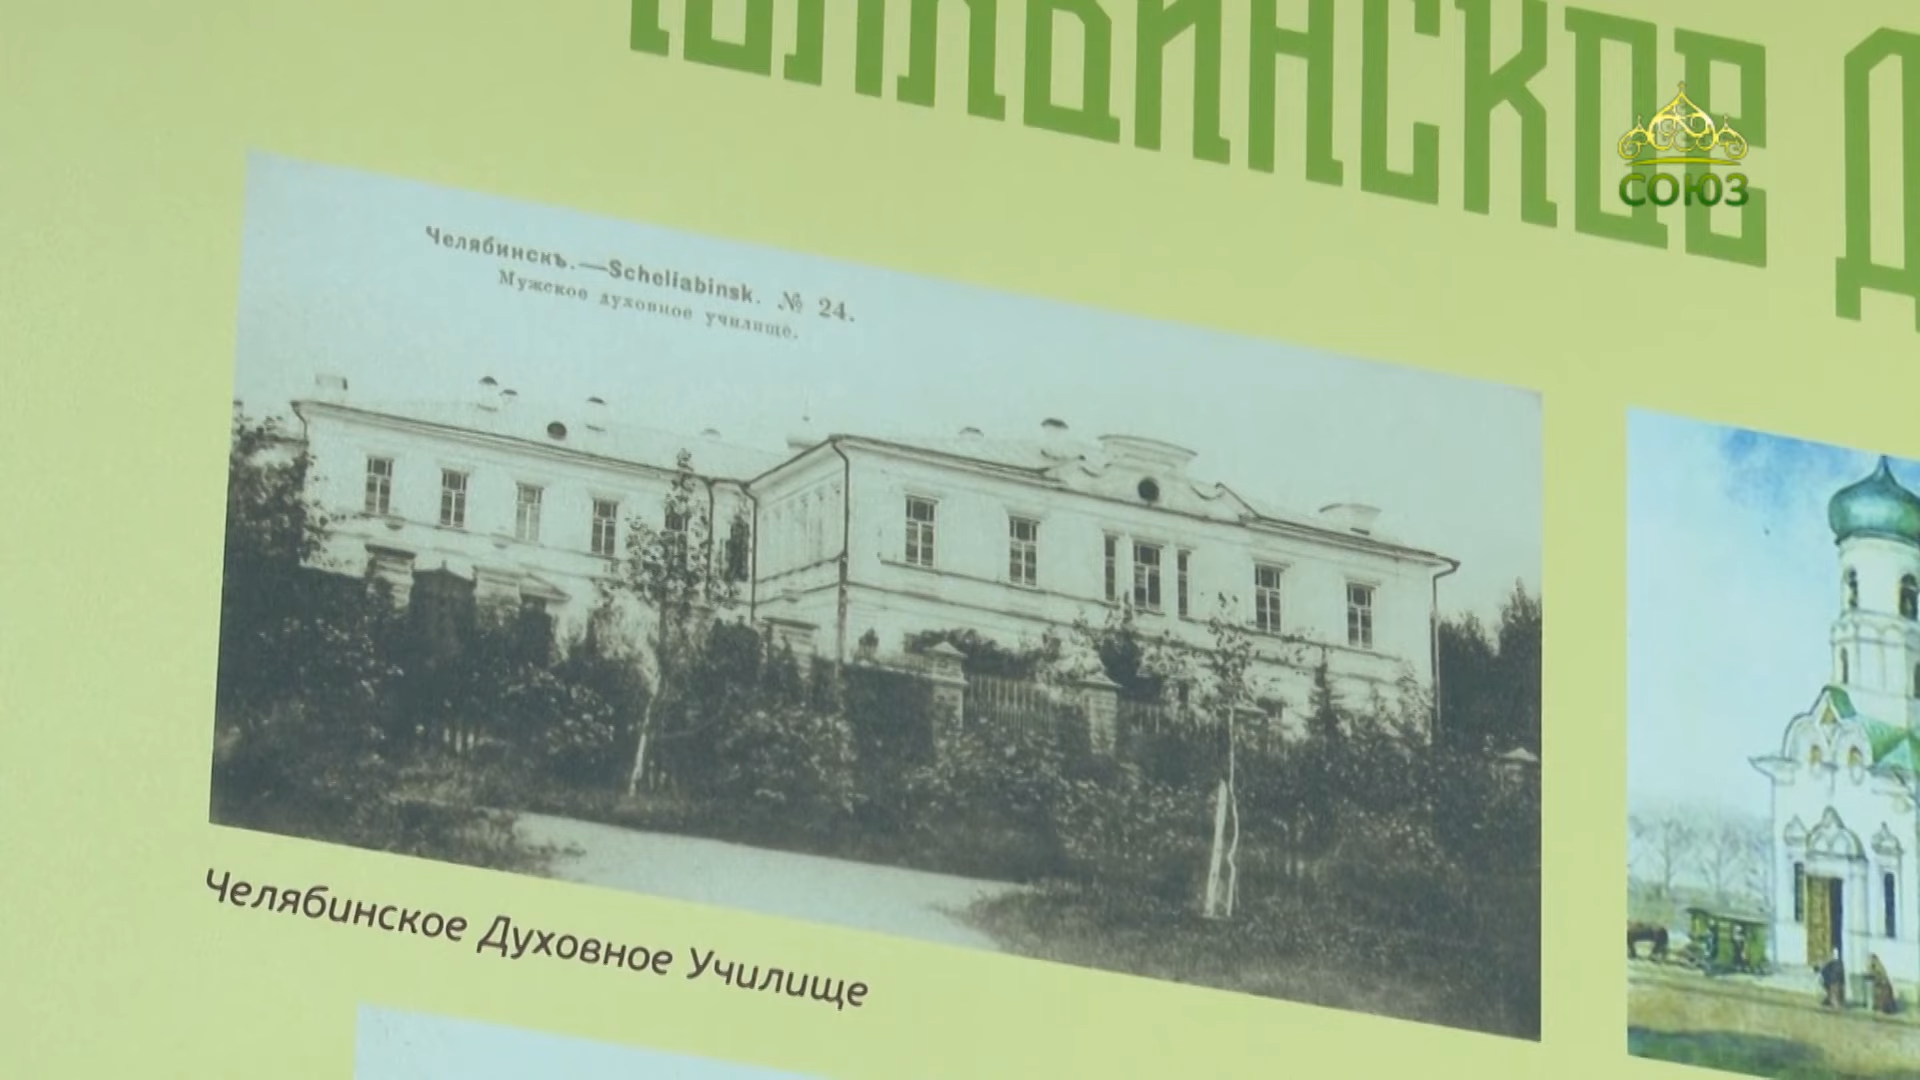 ЧЕЛЯБИНСКОЕ Д
СОЮЗ
Челябинскъ.—Scheliabinsk. № 24.
Мужское духовное училище.
Челябинское Духовное Училище